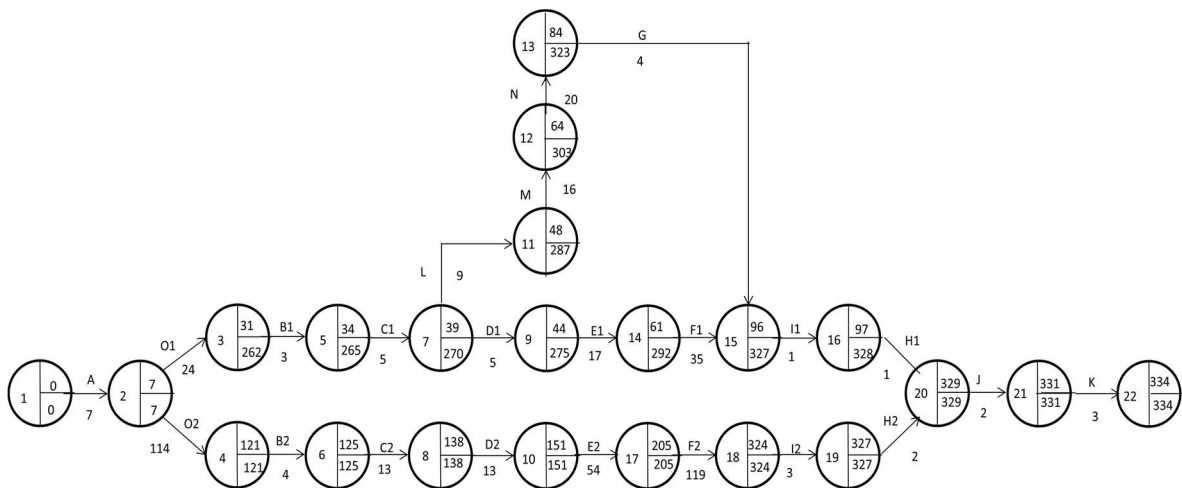 13 84 323
G
4
N 20
12 64 303
M 16
11 48 287
L 9
O1 24
3 31 262
B1 3
5 34 265
C1 5
7 39 270
D1 5
9 44 275
E1 17
14 61 292
F1 35
15 96 327
I1 1
16 97 328
H1 1
1 0 0
A 7
2 7 7
20 329 329
J 2
21 331 331
K 3
22 334 334
O2 114
4 121 121
B2 4
6 125 125
C2 13
8 138 138
D2 13
10 151 151
E2 54
17 205 205
F2 119
18 324 324
I2 3
19 327 327
H2 2